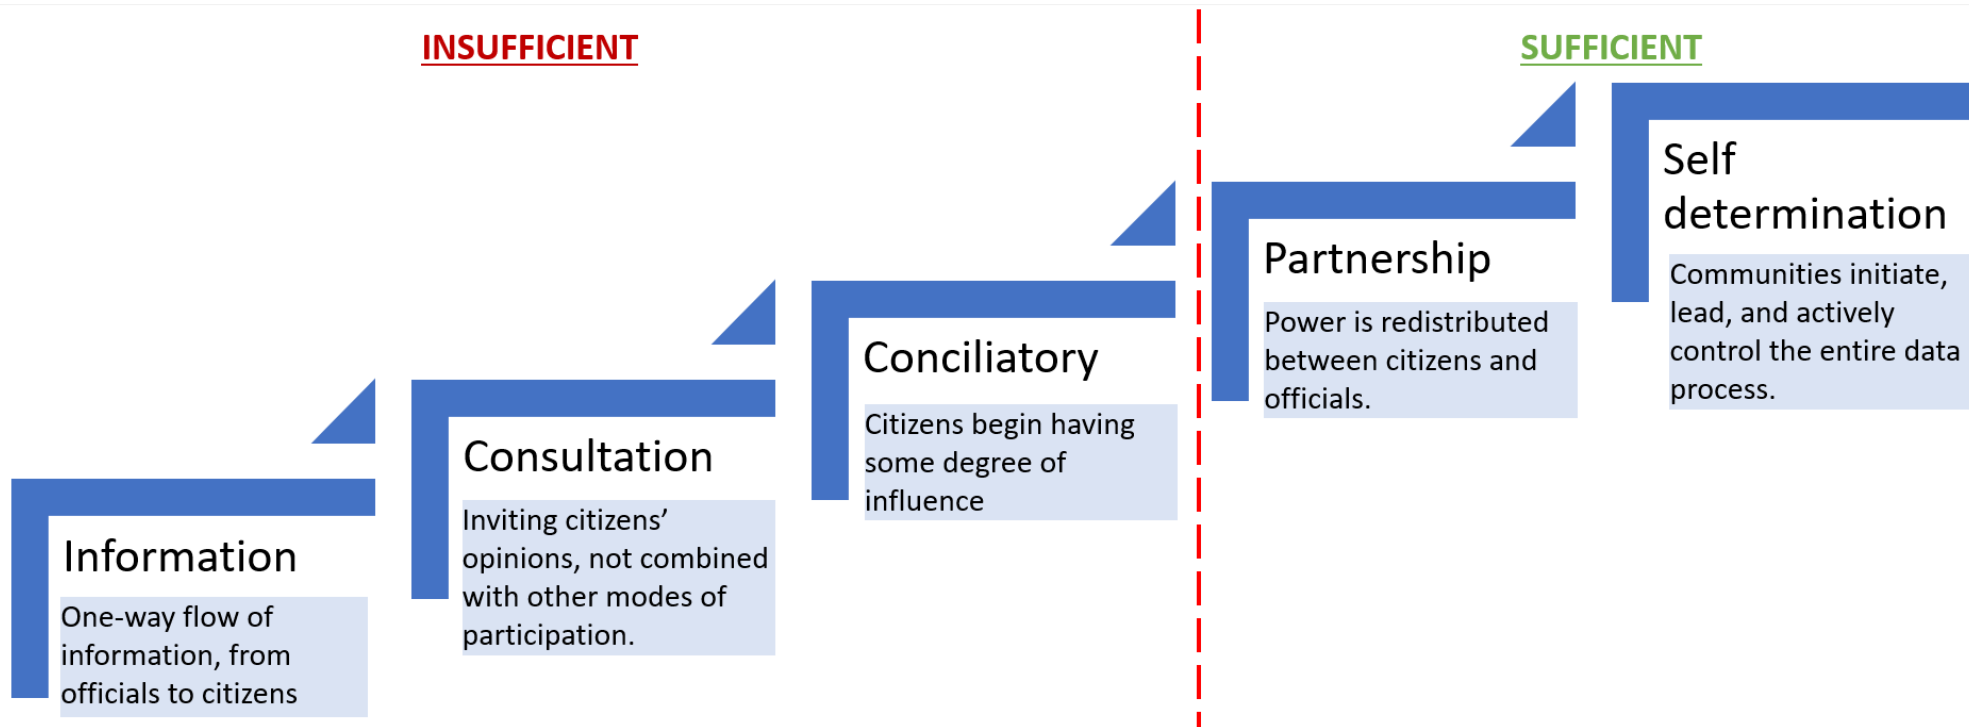 INSUFFICIENT
SUFFICIENT
Information
One-way flow of
information, from
officials to citizens
Consultation
Inviting citizens’
opinions, not combined
with other modes of
participation.
Conciliatory
Citizens begin having
some degree of
influence
Partnership
Power is redistributed
between citizens and
officials.
Self
determination
Communities initiate,
lead, and actively
control the entire data
process.